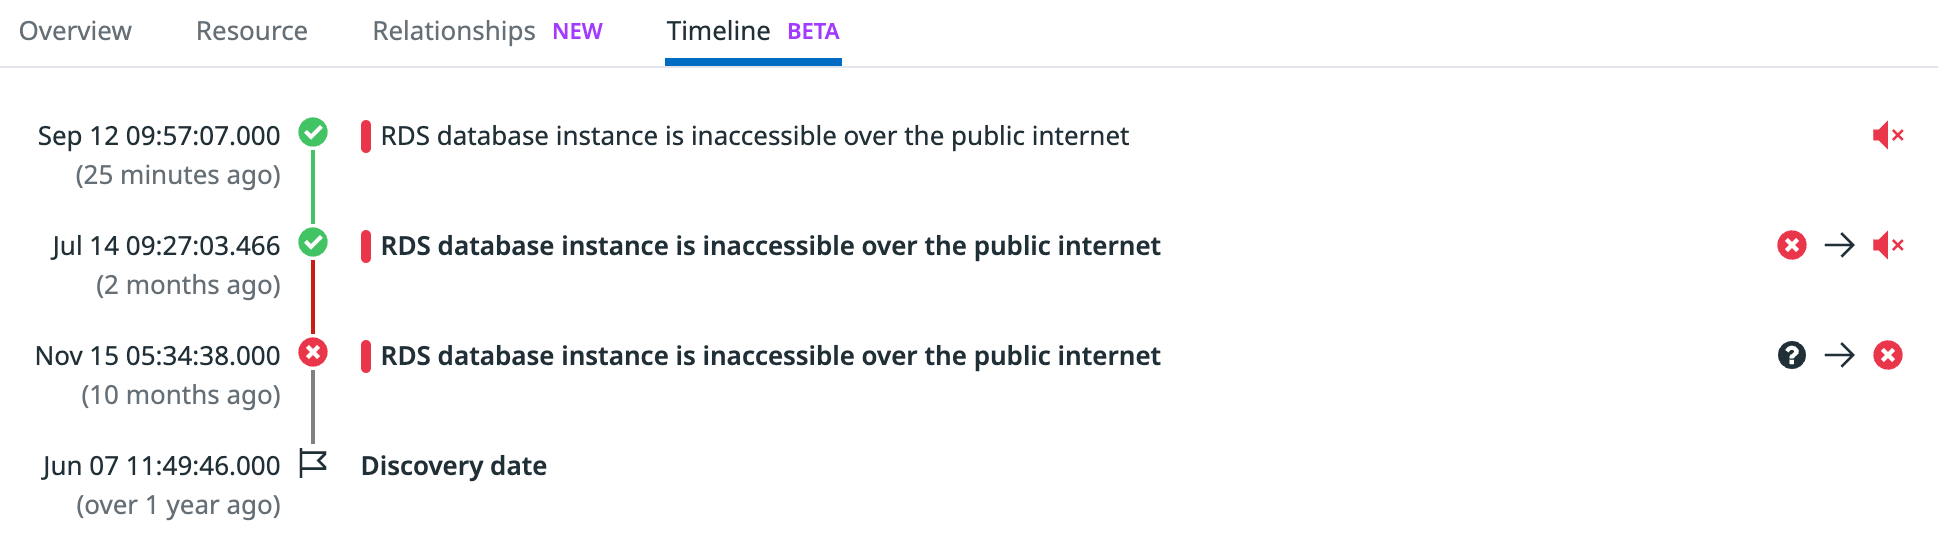 Overview Resource Relationships NEW Timeline BETA
Sep 12 09:57:07.000 RDS database instance is inaccessible over the public internet
(25 minutes ago)
Jul 14 09:27:03.466 RDS database instance is inaccessible over the public internet
(2 months ago)
Nov 15 05:34:38.000 RDS database instance is inaccessible over the public internet
(10 months ago)
Jun 07 11:49:46.000 Discovery date
(over 1 year ago)